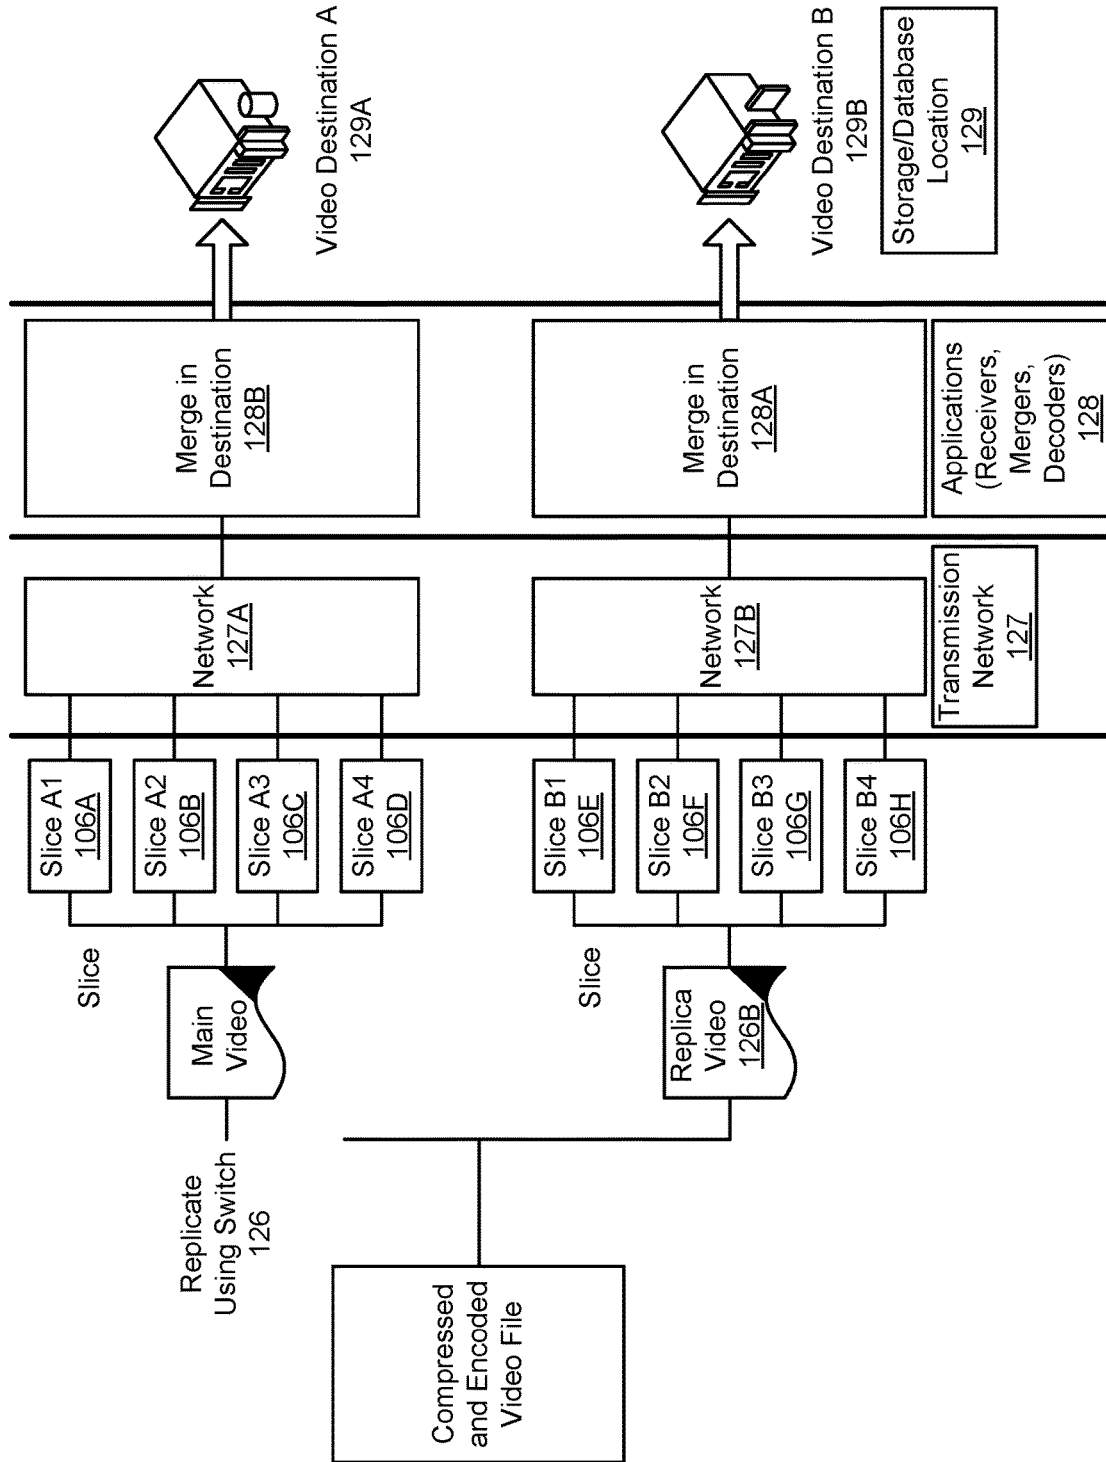 Compressed
and Encoded
Video File
Replicate
Using Switch
126
Main
Video
Slice
Slice A1
106A
Slice A2
106B
Slice A3
106C
Slice A4
106D
Network
127A
Merge in
Destination
128B
Video Destination A
129A
Replica
Video
126B
Slice
Slice B1
106E
Slice B2
106F
Slice B3
106G
Slice B4
106H
Network
127B
Merge in
Destination
128A
Video Destination B
129B
Transmission
Network
127
Applications
(Receivers,
Mergers,
Decoders)
128
Storage/Database
Location
129